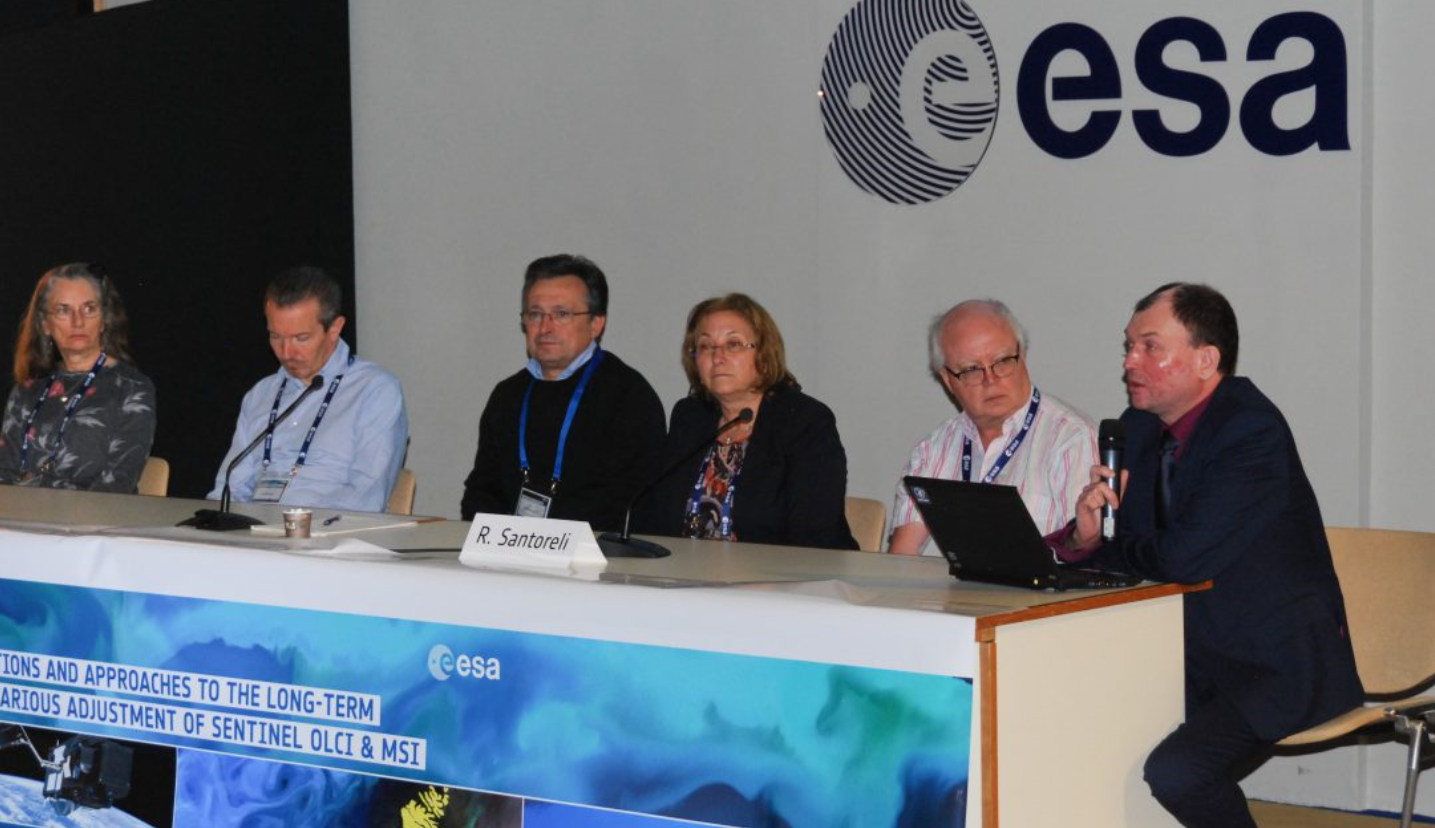 esa
R. Santoreli
esa
TIONS AND APPROACHES TO THE LONG-TERM
ARIOUS ADJUSTMENT OF SENTINEL OLCI & MSI